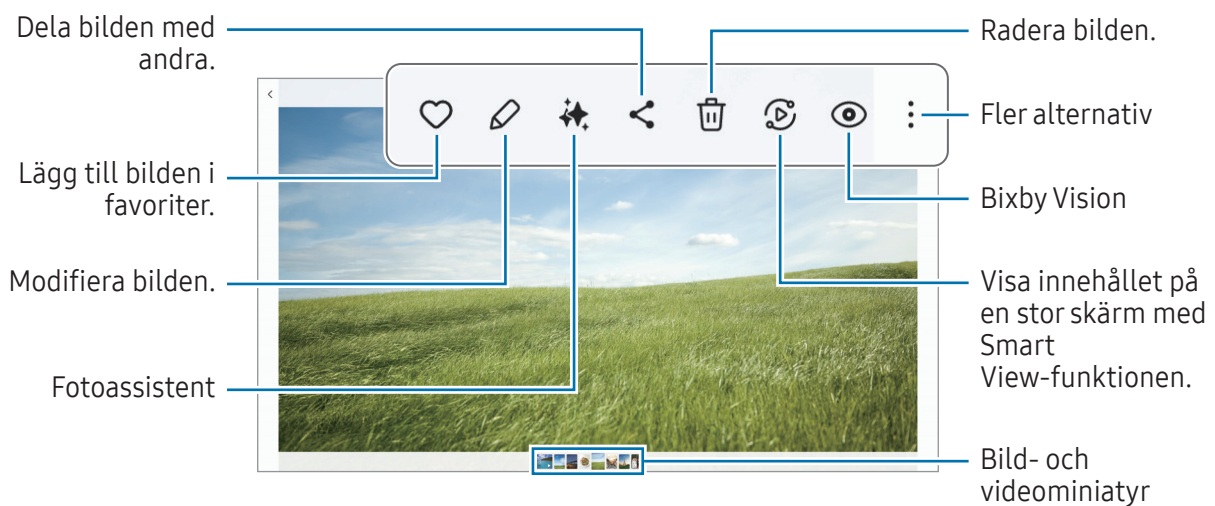 Dela bilden med
andra.
Lägg till bilden i
favoriter.
Modifiera bilden.
Fotoassistent
Radera bilden.
Fler alternativ
Bixby Vision
Visa innehållet på
en stor skärm med
Smart
View-funktionen.
Bild- och
videominiatyr